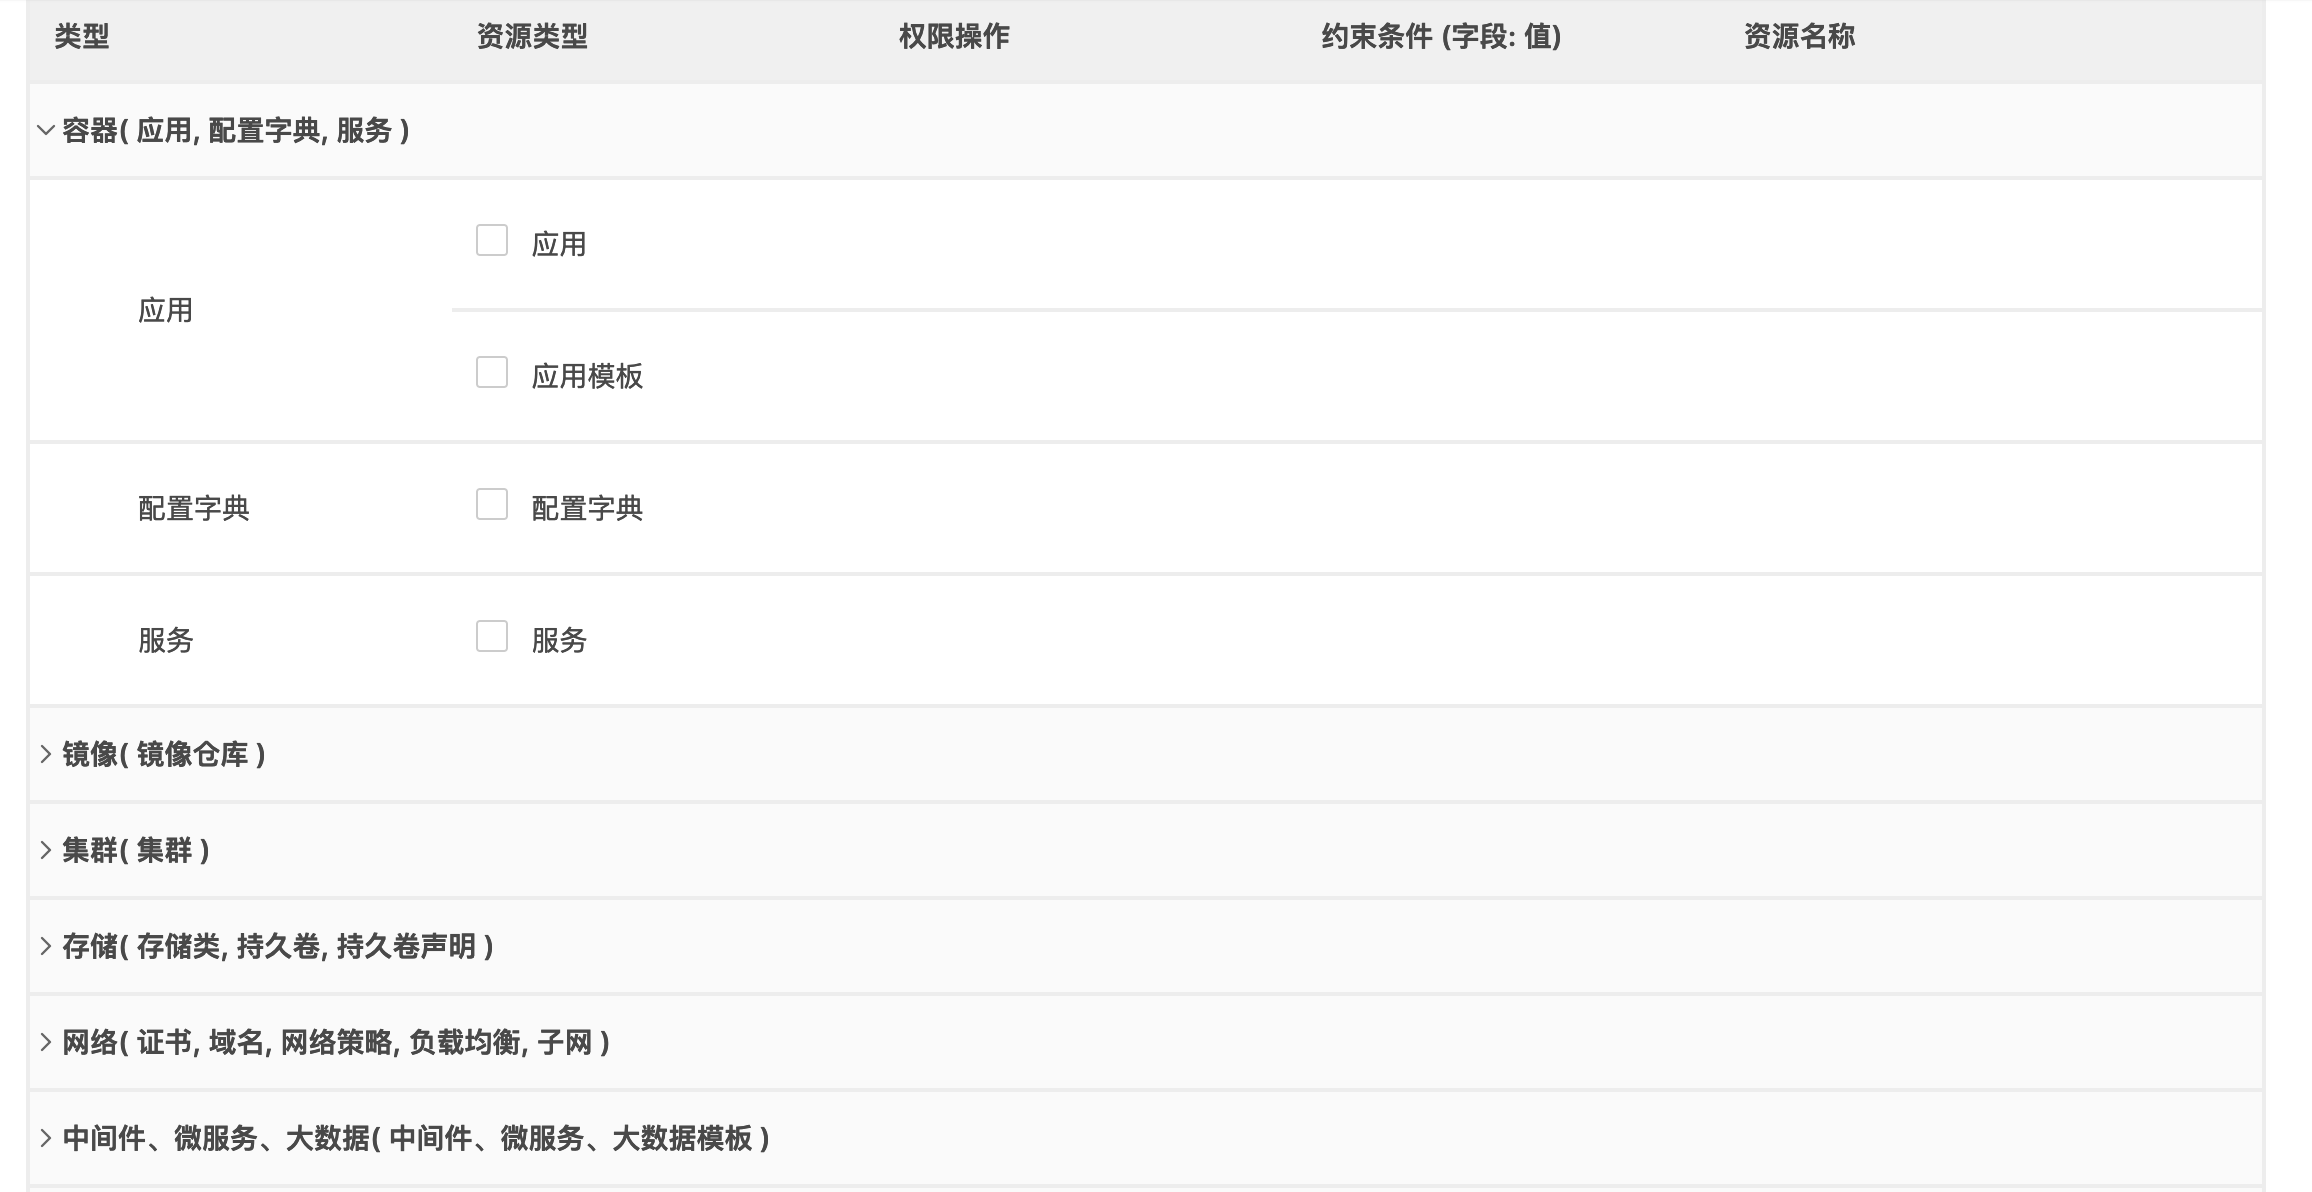 类型 资源类型 权限操作 约束条件 (字段: 值) 资源名称
容器( 应用, 配置字典, 服务 )
应用
应用
应用模板
配置字典 配置字典
服务 服务
镜像( 镜像仓库 )
集群( 集群 )
存储( 存储类, 持久卷, 持久卷声明 )
网络( 证书, 域名, 网络策略, 负载均衡, 子网 )
中间件、微服务、大数据( 中间件、微服务、大数据模板 )